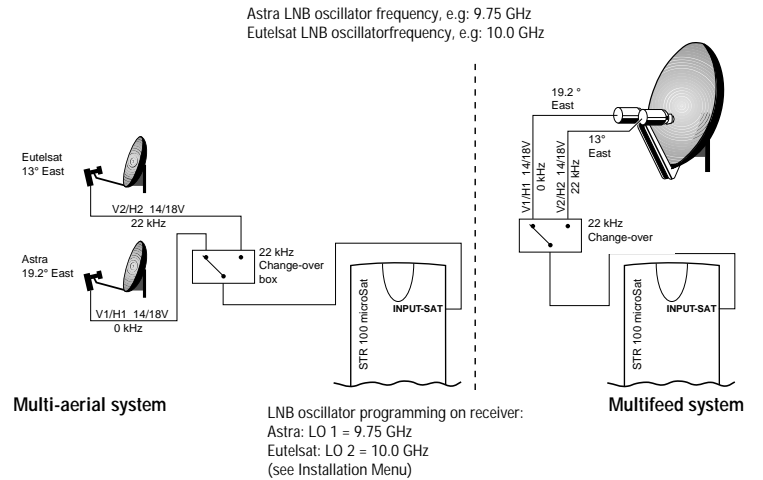 Astra LNB oscillator frequency, e.g: 9.75 GHz
Eutelsat LNB oscillatorfrequency, e.g: 10.0 GHz
Eutelsat
13° East
V2/H2 14/18V
22 kHz
Astra
19.2° East
V1/H1 14/18V
0 kHz
22 kHz
Change-over
box
INPUT-SAT
STR 100 microSat
Multi-aerial system
19.2 °
East
13°
East
V1/H1 14/18V
0 kHz
V2/H2 14/18V
22 kHz
22 kHz
Change-over
INPUT-SAT
STR 100 microSat
Multifeed system
LNB oscillator programming on receiver:
Astra: LO 1 = 9.75 GHz
Eutelsat: LO 2 = 10.0 GHz
(see Installation Menu)